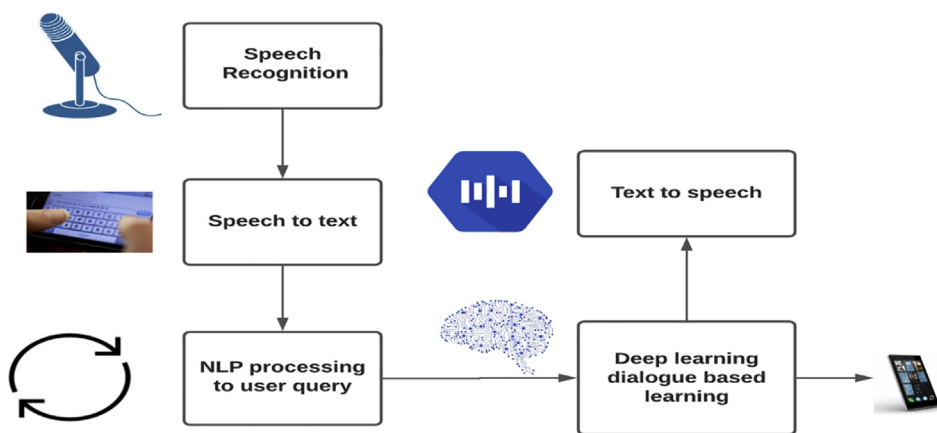 Speech
Recognition
Speech to text
NLP processing
to user query
Deep learning
dialogue based
learning
Text to speech